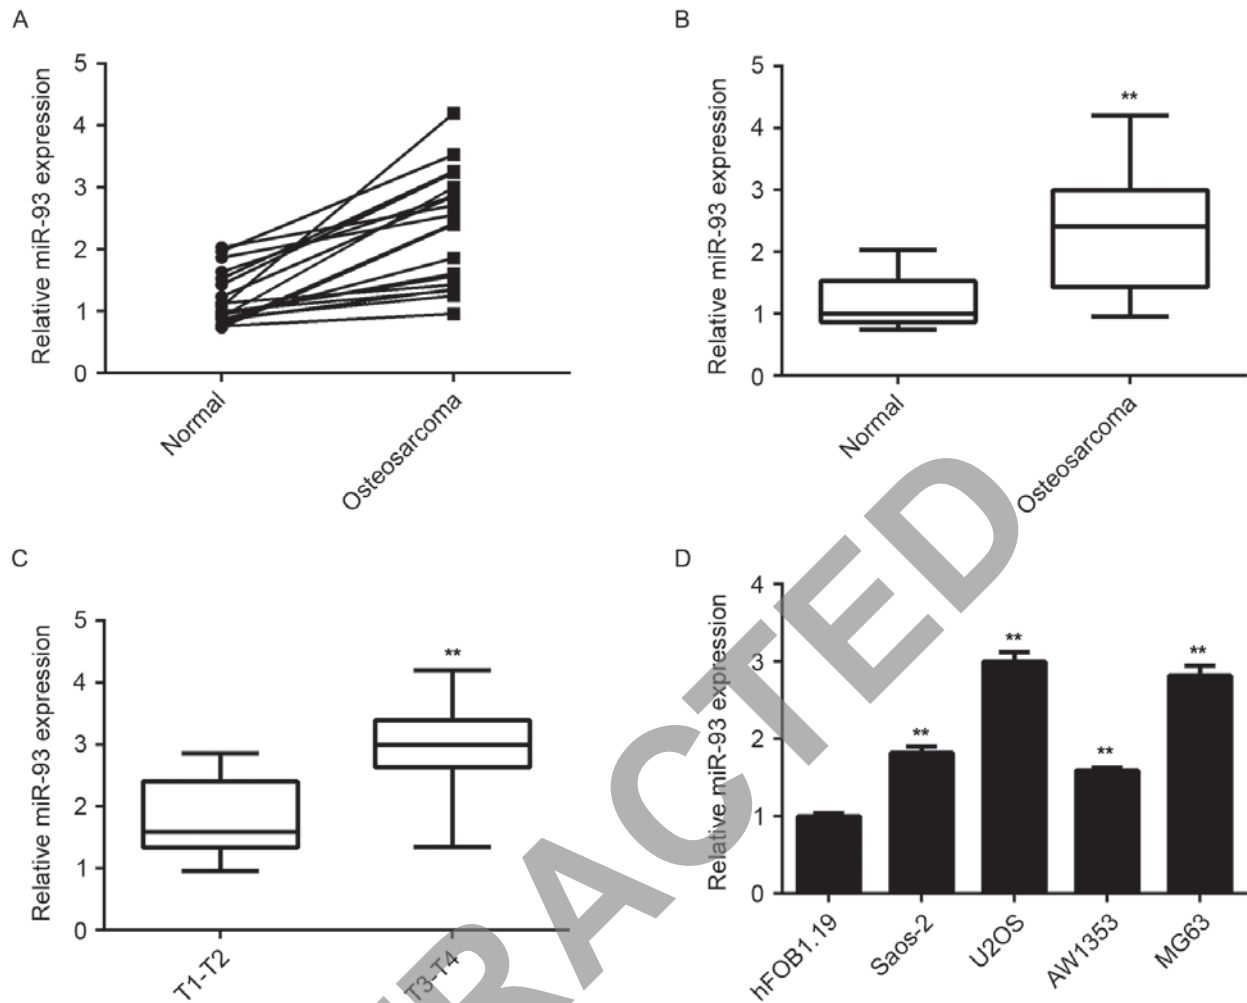 A
Relative miR-93 expression
5
4
3
2
1
0
Normal
Osteosarcoma
B
Relative miR-93 expression
5
4
3
2
1
0
**
Normal
Osteosarcoma
C
Relative miR-93 expression
5
4
3
2
1
0
**
T1-T2
T3-T4
D
Relative miR-93 expression
4
3
2
1
0
**
**
**
**
hFOB1.19
Saos-2
U2OS
AW1353
MG63
RACTED